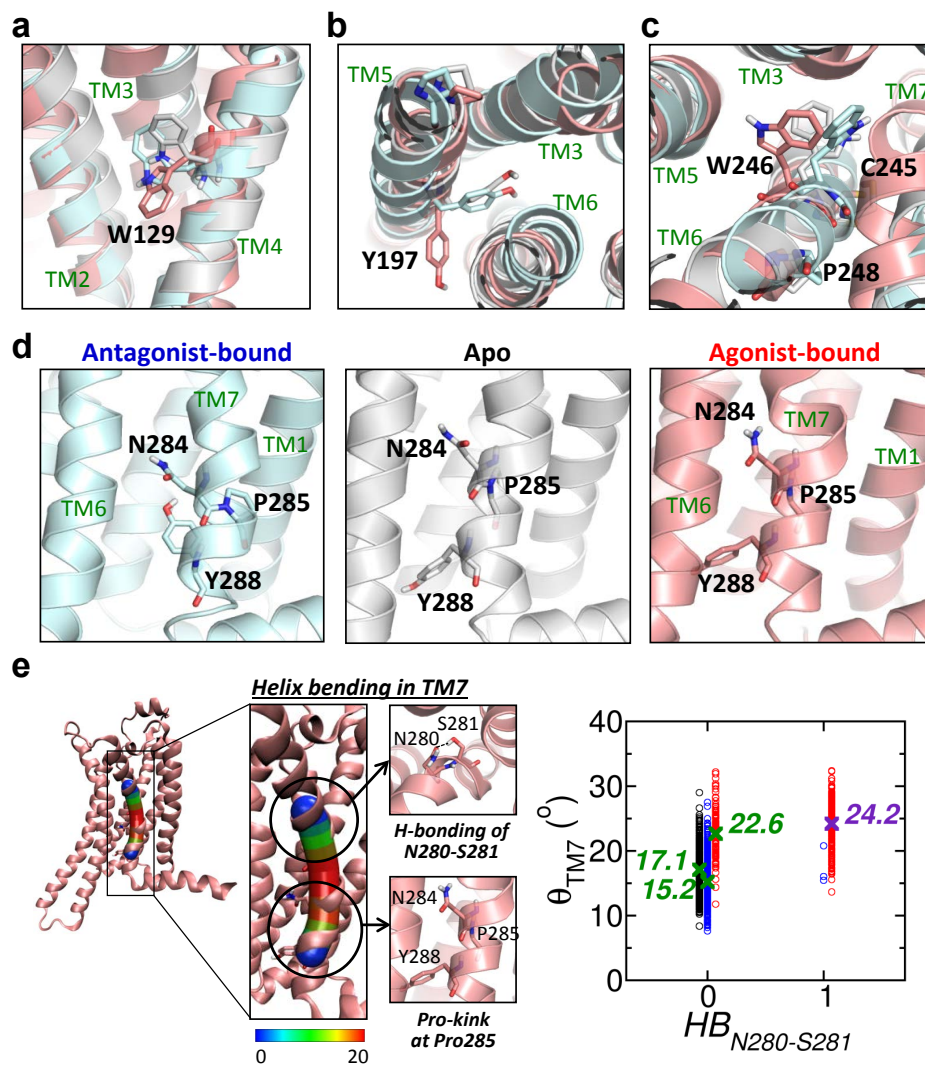 a
TM3
W129
TM2
TM4
b
TM5
TM3
TM6
Y197
c
TM3
TM7
W246
C245
TM5
TM6
P248
d
Antagonist-bound
TM7
N284
TM1
P285
TM6
Y288
Apo
N284
P285
Y288
Agonist-bound
N284
TM7
TM1
P285
TM6
Y288
e
Helix bending in TM7
0 20
S281
N280
H-bonding of
N280-S281
N284
P285
Y288
Pro-kink
at Pro285
θTM7 (o)
40
30
20
10
0
17.1
15.2
22.6
24.2
0 1
HBN280-S281